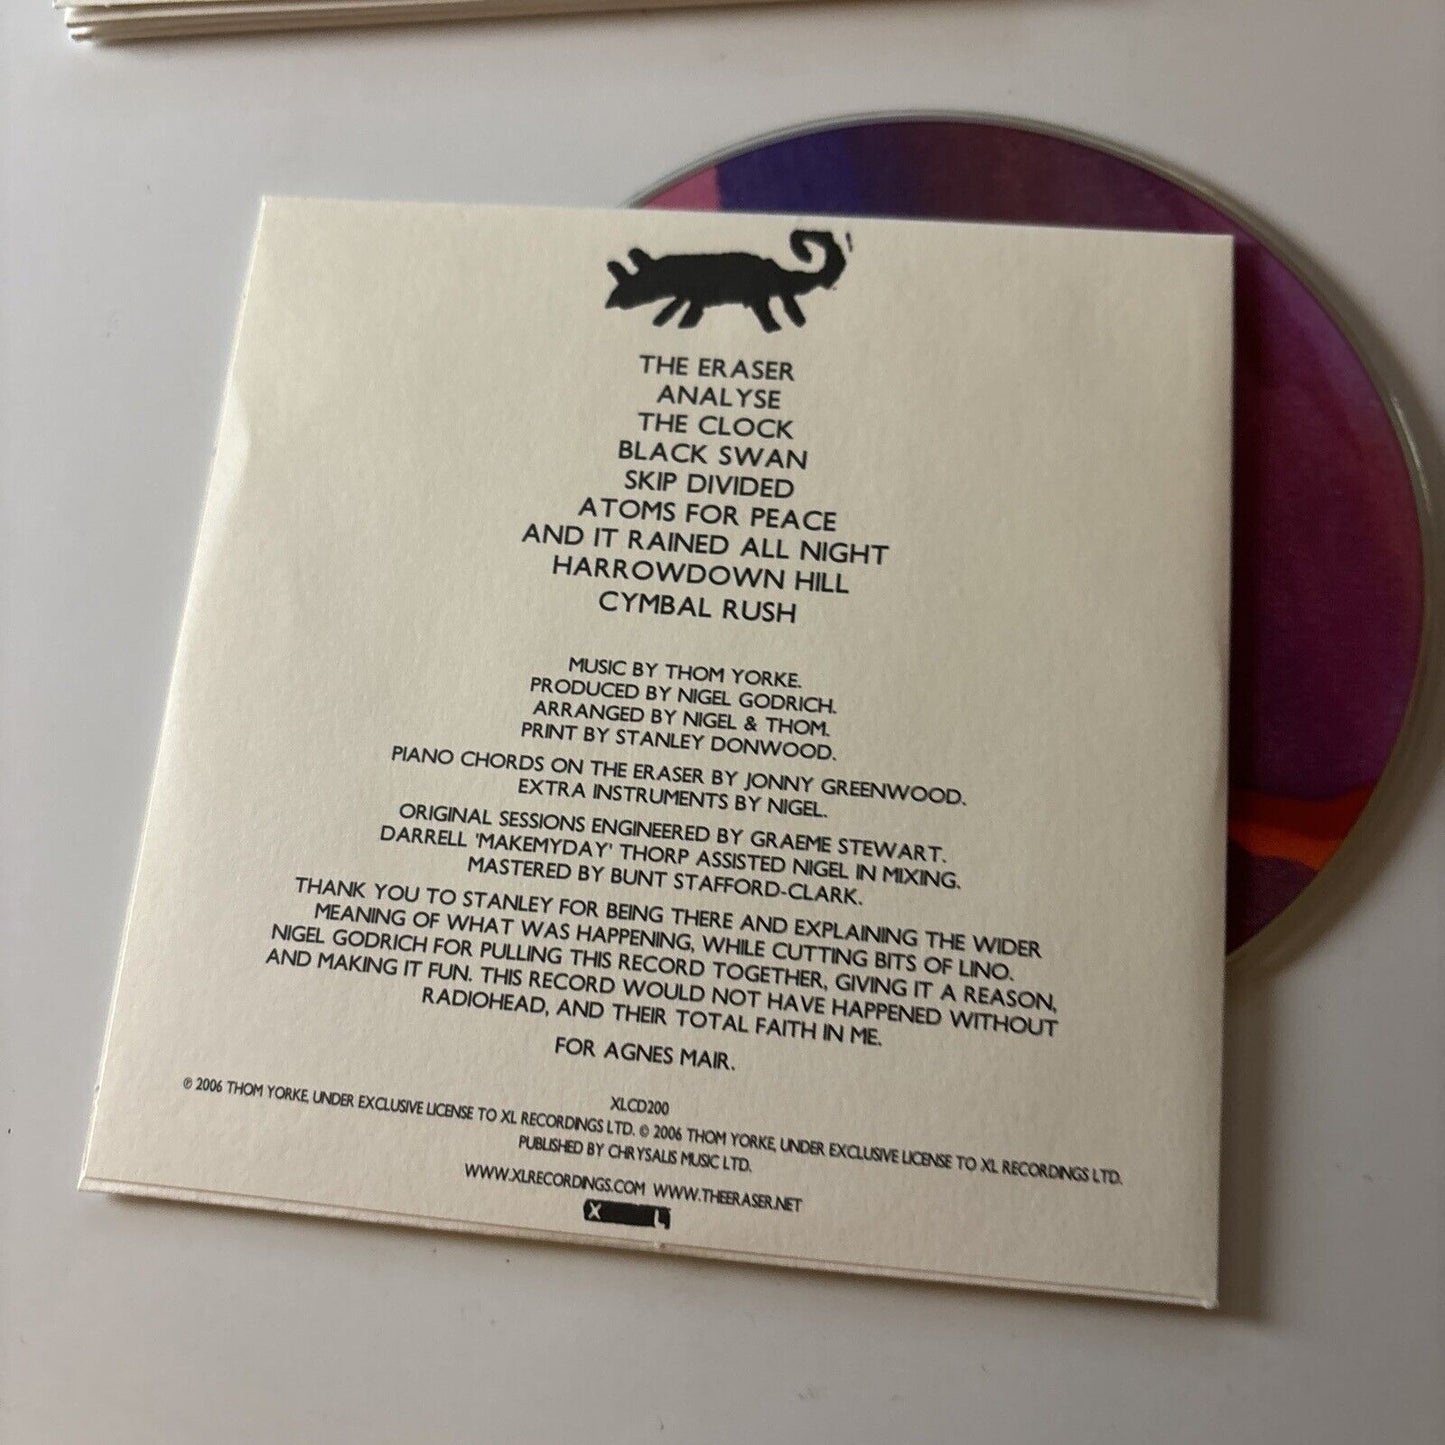 THE ERASER
ANALYSE
THE CLOCK
BLACK SWAN
SKIP DIVIDED
ATOMS FOR PEACE
AND IT RAINED ALL NIGHT
HARROWDOWN HILL
CYMBAL RUSH
MUSIC BY THOM YORKE.
PRODUCED BY NIGEL GODRICH.
ARRANGED BY NIGEL & THOM.
PRINT BY STANLEY DONWOOD.
PIANO CHORDS ON THE ERASER BY JONNY GREENWOOD.
EXTRA INSTRUMENTS BY NIGEL.
ORIGINAL SESSIONS ENGINEERED BY GRAEME STEWART.
DARRELL 'MAKEMYDAY' THORP ASSISTED NIGEL IN MIXING.
MASTERED BY BUNT STAFFORD-CLARK.
THANK YOU TO STANLEY FOR BEING THERE AND EXPLAINING THE WIDER
MEANING OF WHAT WAS HAPPENING, WHILE CUTTING BITS OF LINO.
NIGEL GODRICH FOR PULLING THIS RECORD TOGETHER, GIVING IT A REASON,
AND MAKING IT FUN. THIS RECORD WOULD NOT HAVE HAPPENED WITHOUT
RADIOHEAD, AND THEIR TOTAL FAITH IN ME.
FOR AGNES MAIR.
XLCD200
℗ 2006 THOM YORKE, UNDER EXCLUSIVE LICENSE TO XL RECORDINGS LTD. © 2006 THOM YORKE, UNDER EXCLUSIVE LICENSE TO XL RECORDINGS LTD.
PUBLISHED BY CHRYSALIS MUSIC LTD.
WWW.XLRECORDINGS.COM WWW.THEERASER.NET
X L